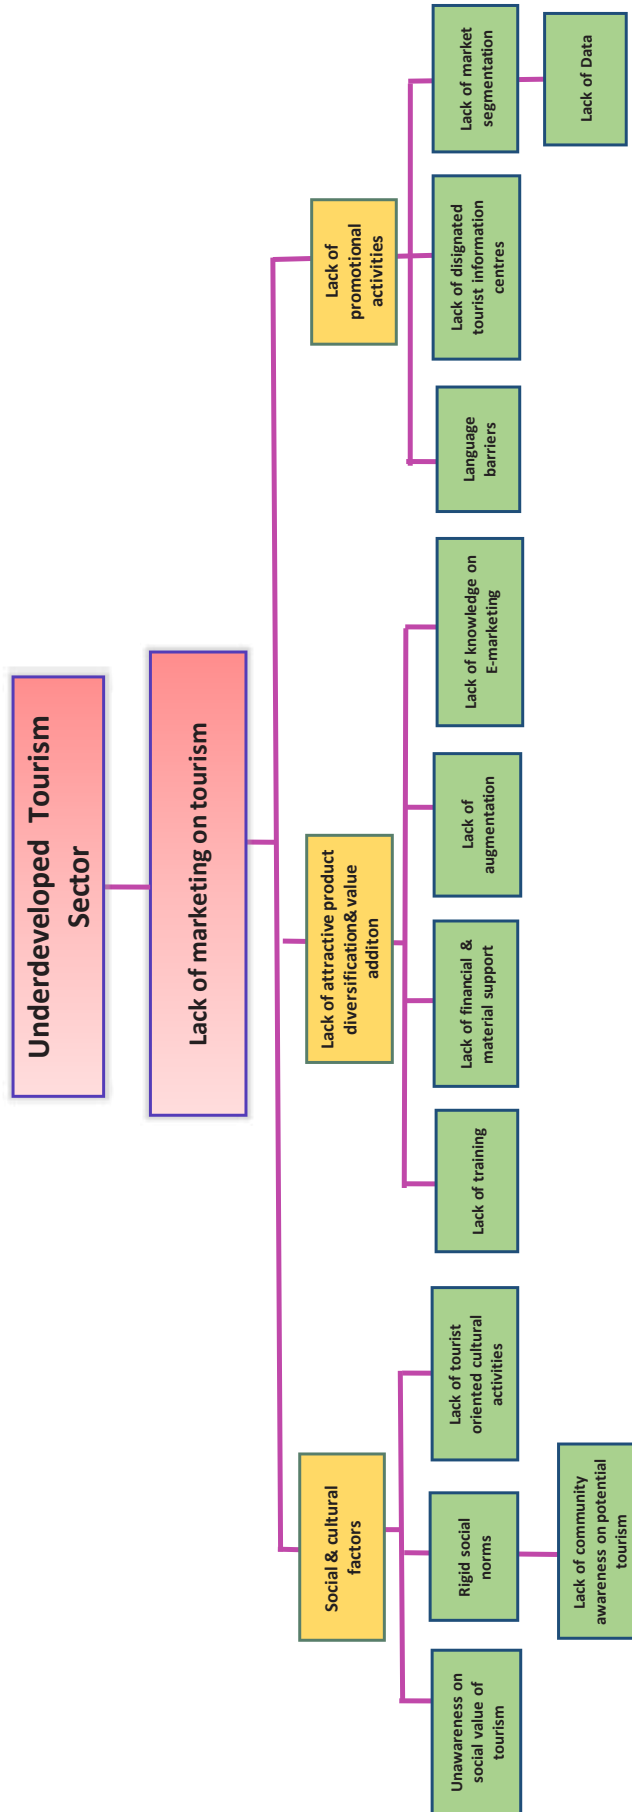 Underdeveloped Tourism
Sector
Lack of marketing on tourism
Social & cultural
factors
Lack of attractive product
diversification& value
additon
Lack of
promotional
activities
Unawareness on
social value of
tourism
Rigid social
norms
Lack of tourist
oriented cultural
activities
Lack of training
Lack of financial &
material support
Lack of
augmentation
Lack of knowledge on
E-marketing
Language
barriers
Lack of disignated
tourist information
centres
Lack of market
segmentation
Lack of community
awareness on potential
tourism
Lack of Data